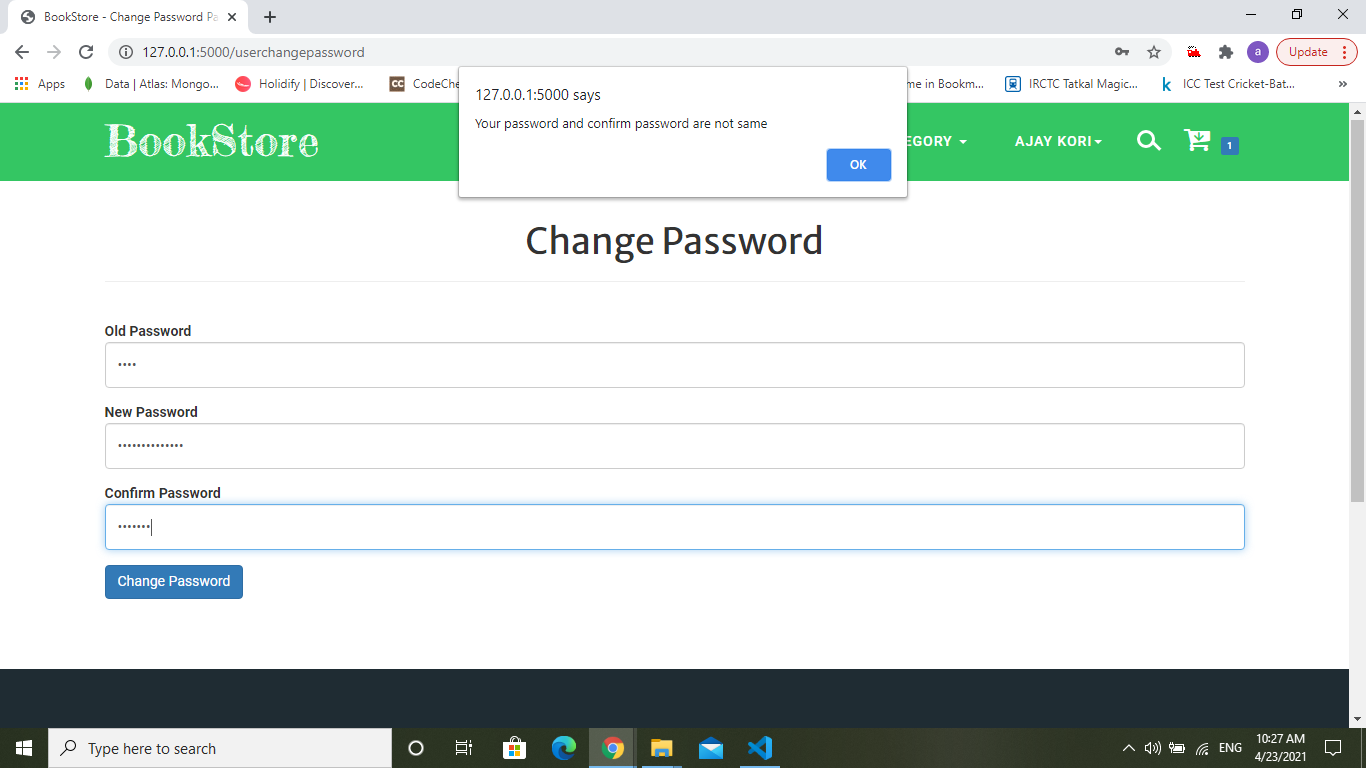 BookStore - Change Password Pa
127.0.0.1:5000/userchangepassword
a
Update
Apps
Data | Atlas: Mongo...
Holidify | Discover...
CC
CodeChe
me in Bookm...
IRCTC Tatkal Magic...
k
ICC Test Cricket-Bat...
»
127.0.0.1:5000 says
Your password and confirm password are not same
OK
BookStore
EGORY
AJAY KORI
1
Change Password
Old Password
••••
New Password
••••••••••••••
Confirm Password
•••••••
Change Password
Type here to search
ENG
10:27 AM
4/23/2021